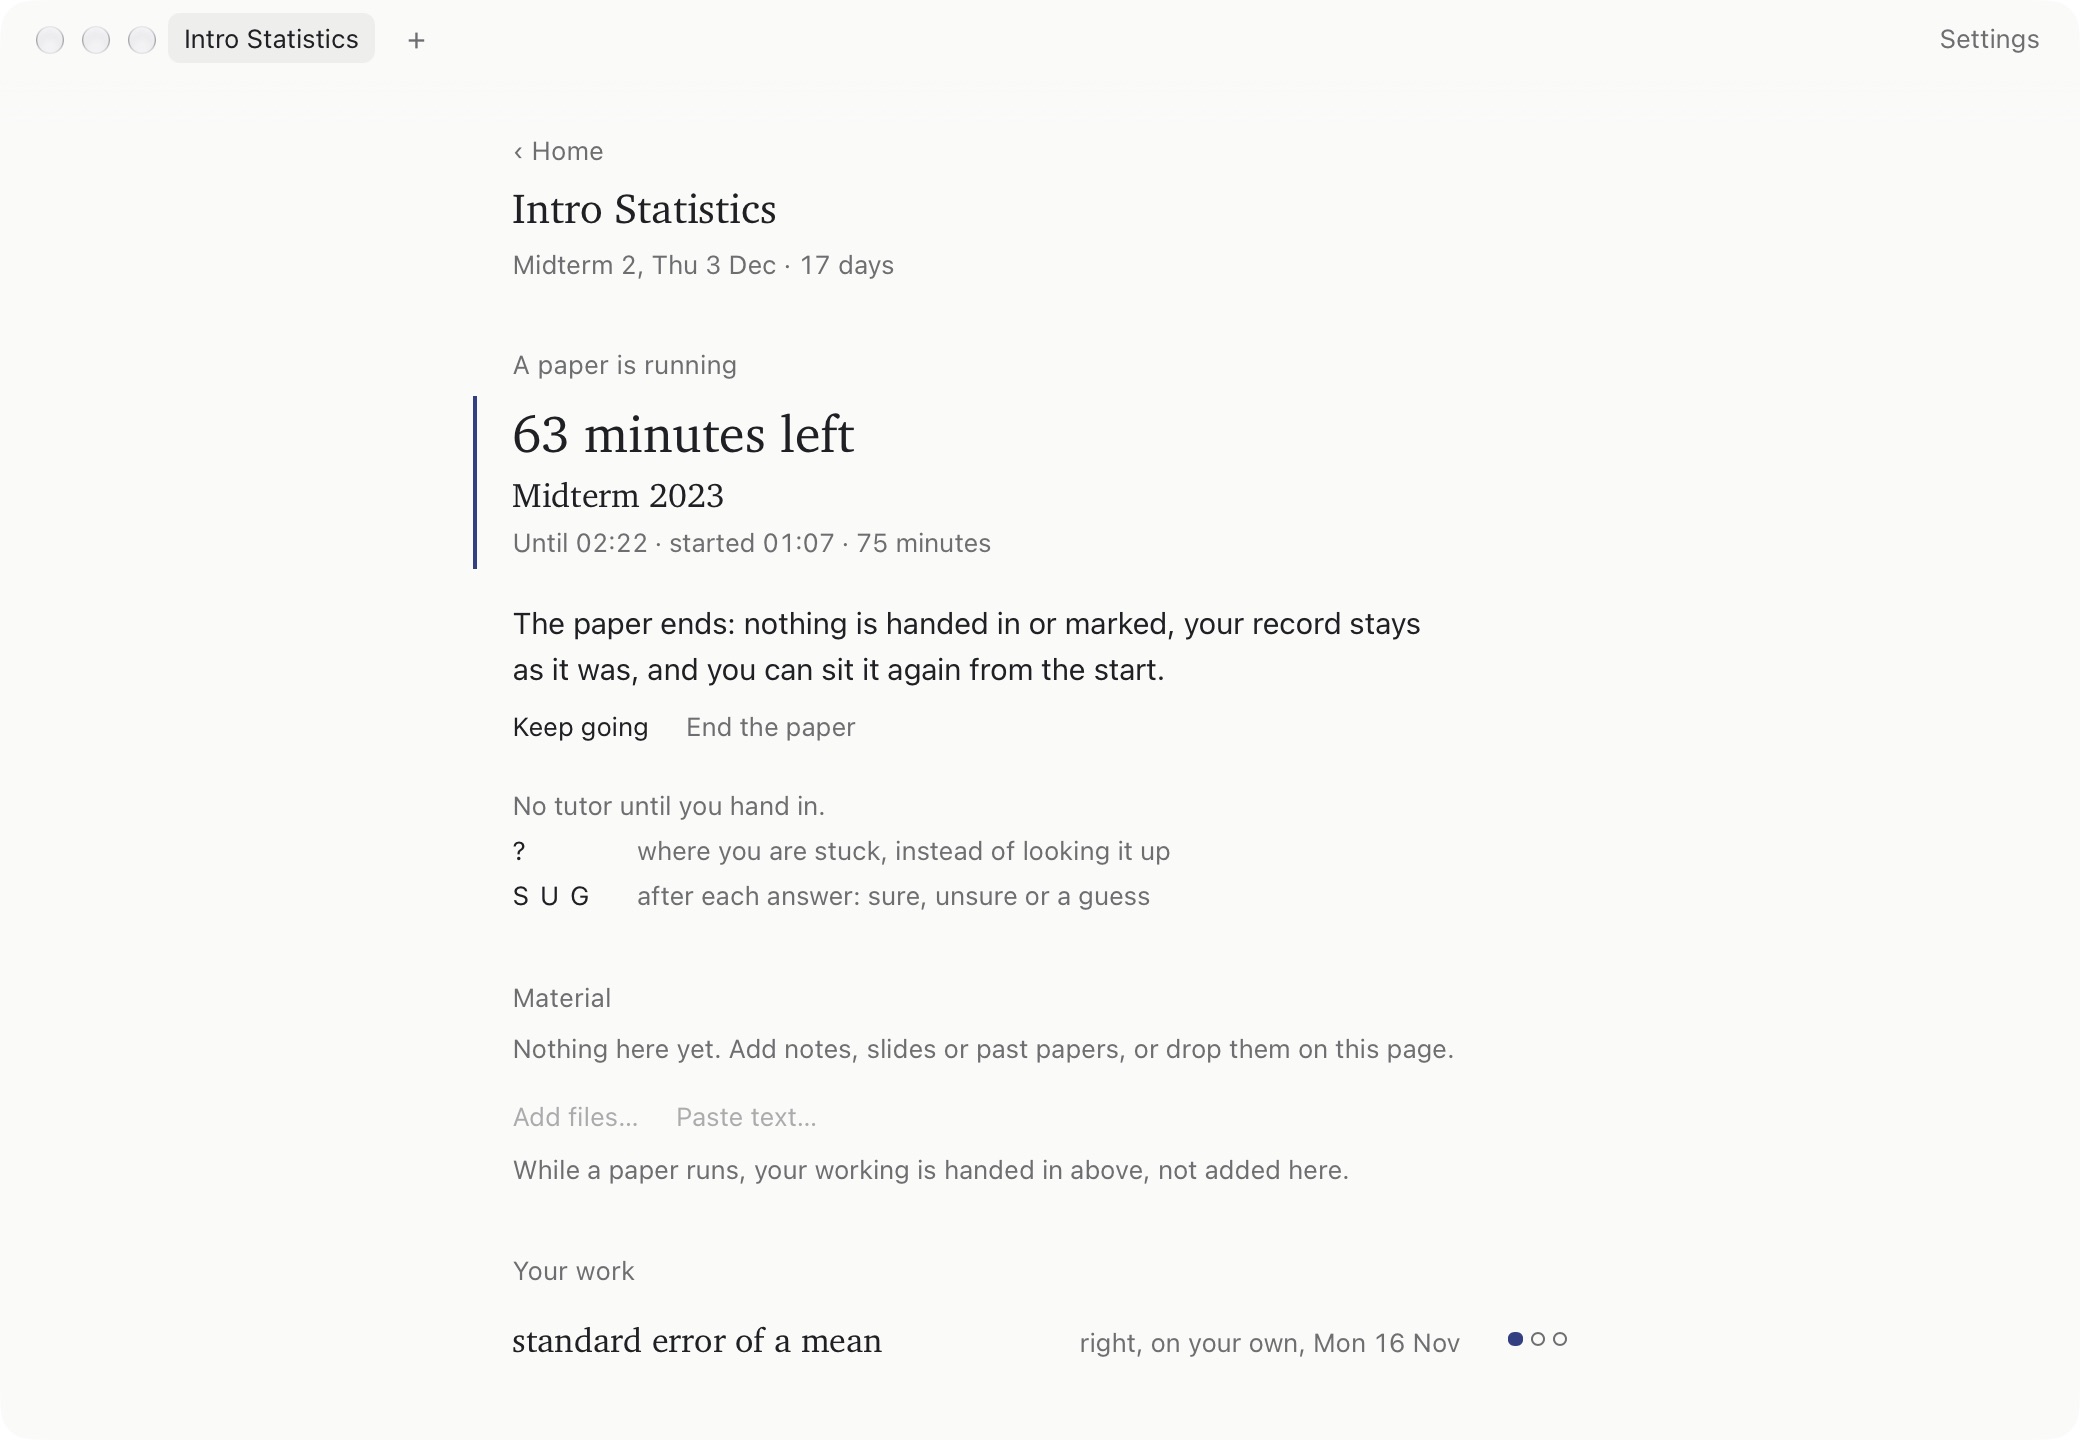 Intro Statistics + Settings
‹ Home
Intro Statistics
Midterm 2, Thu 3 Dec · 17 days
A paper is running
63 minutes left
Midterm 2023
Until 02:22 · started 01:07 · 75 minutes
The paper ends: nothing is handed in or marked, your record stays
as it was, and you can sit it again from the start.
Keep going End the paper
No tutor until you hand in.
? where you are stuck, instead of looking it up
S U G after each answer: sure, unsure or a guess
Material
Nothing here yet. Add notes, slides or past papers, or drop them on this page.
Add files... Paste text...
While a paper runs, your working is handed in above, not added here.
Your work
standard error of a mean right, on your own, Mon 16 Nov